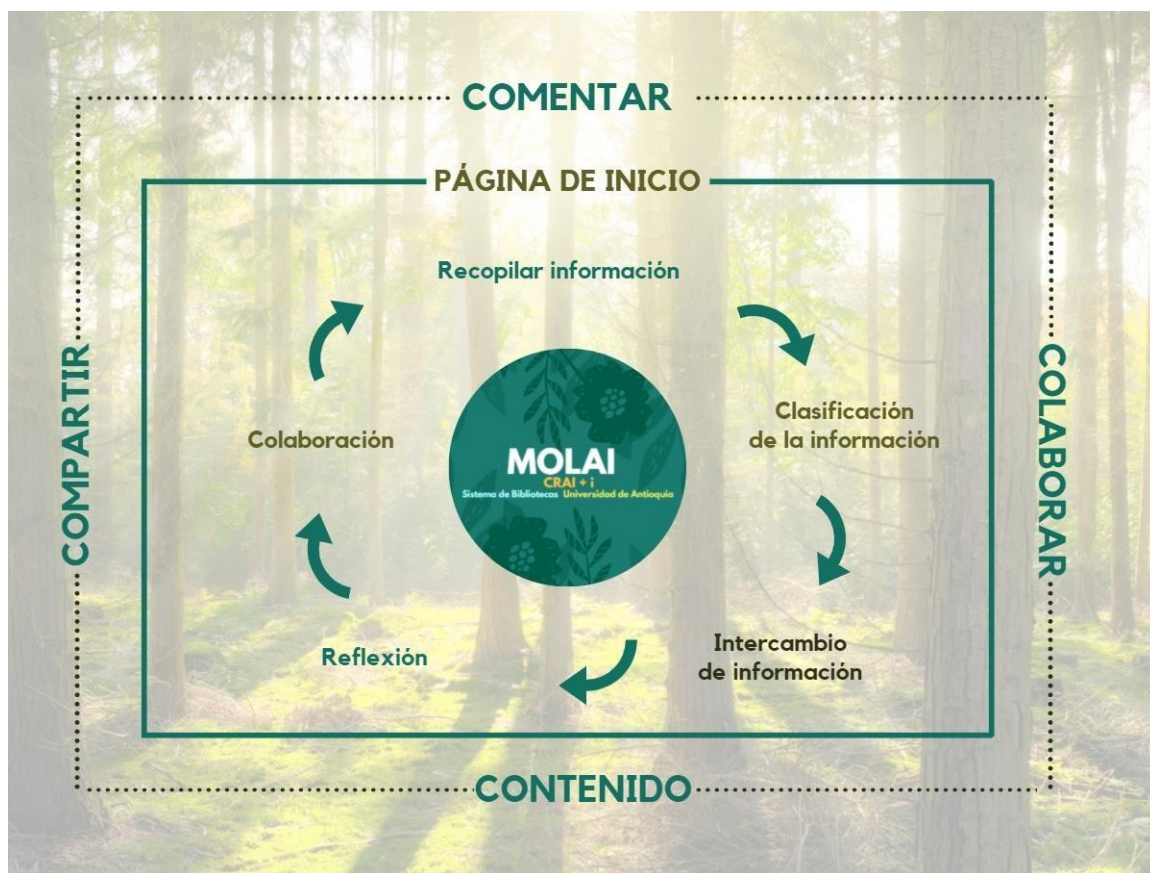 COMENTAR
PÁGINA DE INICIO
Recopilar información
COMPARTIR
Colaboración
MOLAI
CRAI + i
Sistema de Bibliotecas Universidad de Antioquia
Clasificación
de la información
COLABORAR
Reflexión
Intercambio
de información
CONTENIDO